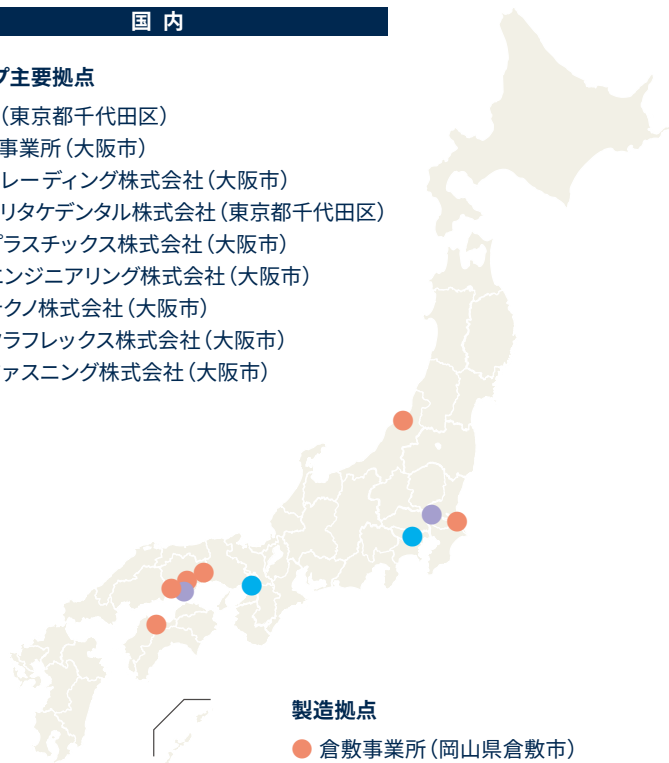 国内
プ主要拠点
（東京都千代田区）
事業所（大阪市）
レーディング株式会社（大阪市）
リタケデンタル株式会社（東京都千代田区）
プラスチックス株式会社（大阪市）
エンジニアリング株式会社（大阪市）
テクノ株式会社（大阪市）
クラフレックス株式会社（大阪市）
ァスニング株式会社（大阪市）
製造拠点
倉敷事業所（岡山県倉敷市）